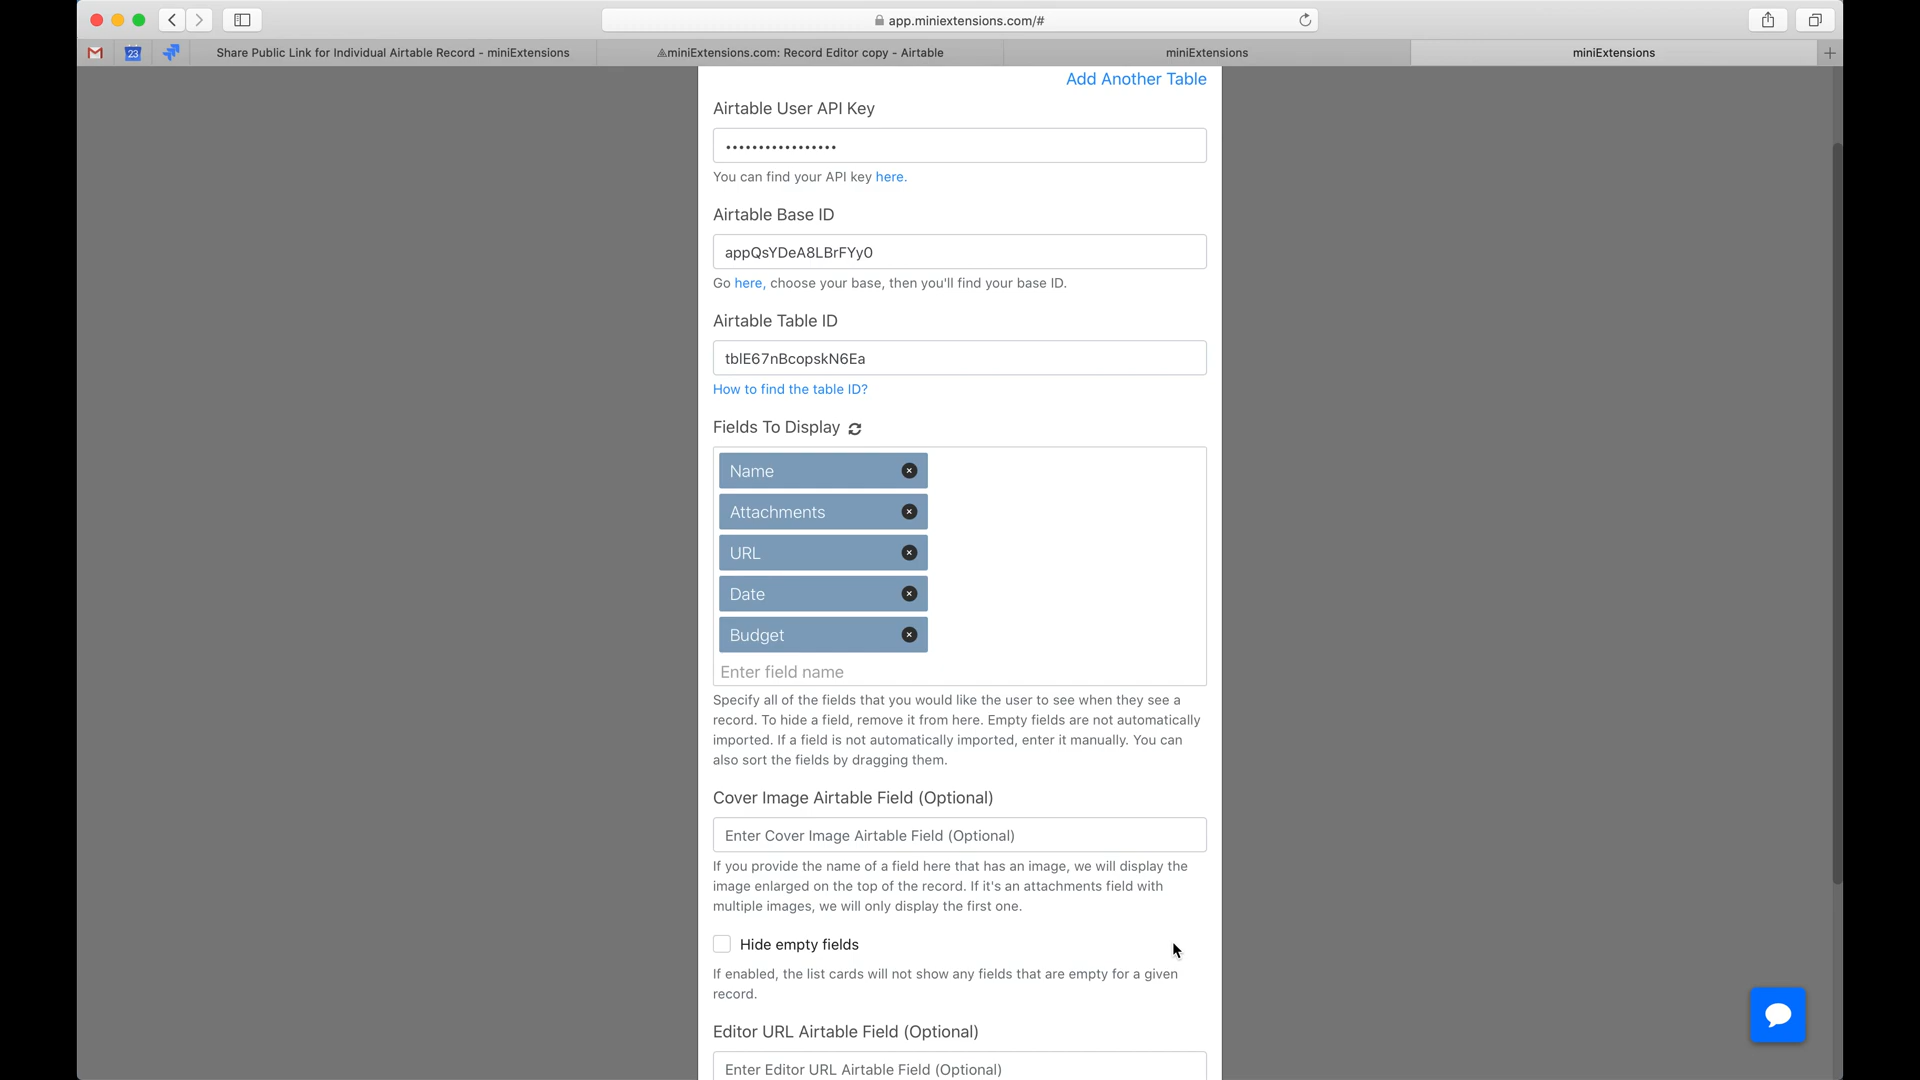 app.miniextensions.com/#
23
Share Public Link for Individual Airtable Record - miniExtensions
miniExtensions.com: Record Editor copy - Airtable
miniExtensions
miniExtensions
Add Another Table
Airtable User API Key
•••••••••••••••••
You can find your API key here.
Airtable Base ID
appQsYDeA8LBrFYy0
Go here, choose your base, then you'll find your base ID.
Airtable Table ID
tblE67nBcopskN6Ea
How to find the table ID?
Fields To Display
Name
Attachments
URL
Date
Budget
Enter field name
Specify all of the fields that you would like the user to see when they see a
record. To hide a field, remove it from here. Empty fields are not automatically
imported. If a field is not automatically imported, enter it manually. You can
also sort the fields by dragging them.
Cover Image Airtable Field (Optional)
Enter Cover Image Airtable Field (Optional)
If you provide the name of a field here that has an image, we will display the
image enlarged on the top of the record. If it's an attachments field with
multiple images, we will only display the first one.
Hide empty fields
If enabled, the list cards will not show any fields that are empty for a given
record.
Editor URL Airtable Field (Optional)
Enter Editor URL Airtable Field (Optional)